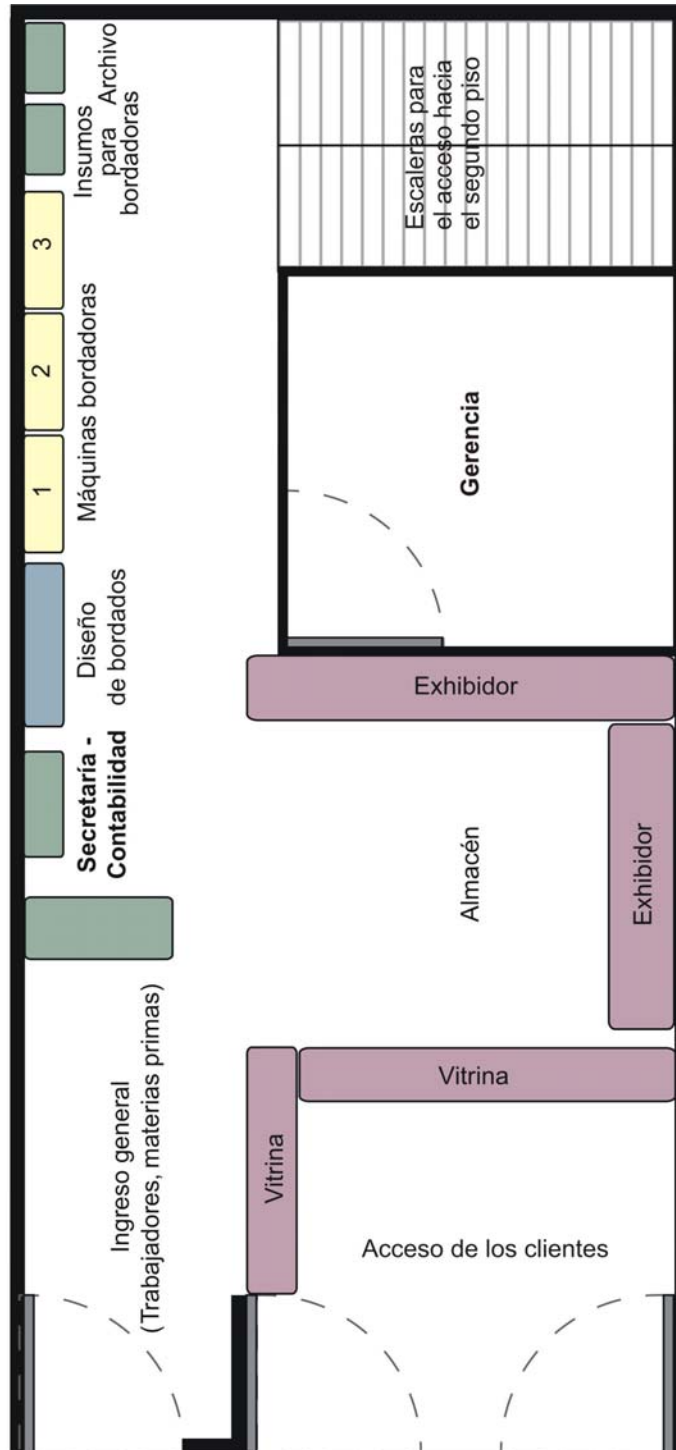 Archivo
Insumos
para
bordadoras
3
2
1
Máquinas bordadoras
Diseño
de bordados
Secretaría -
Contabilidad
Ingreso general
(Trabajadores, materias primas)
Escaleras para
el acceso hacia
el segundo piso
Gerencia
Exhibidor
Almacén
Exhibidor
Vitrina
Vitrina
Acceso de los clientes